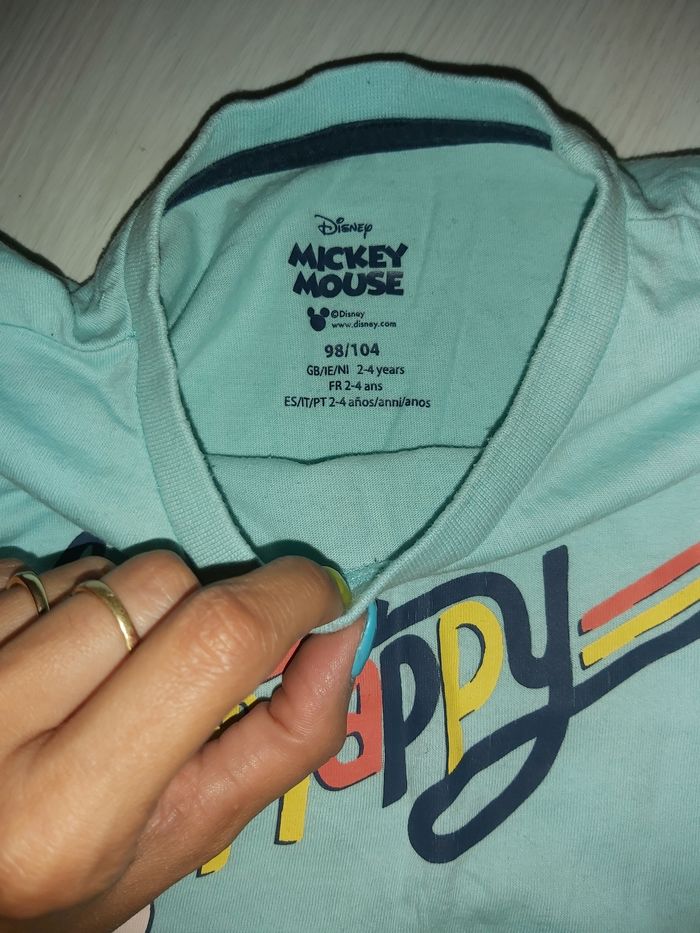 Disney
MICKEY
MOUSE
©Disney
www.disney.com
98/104
GB/IE/NI 2-4 years
FR 2-4 ans
ES/IT/PT 2-4 años/anni/anos
Happy